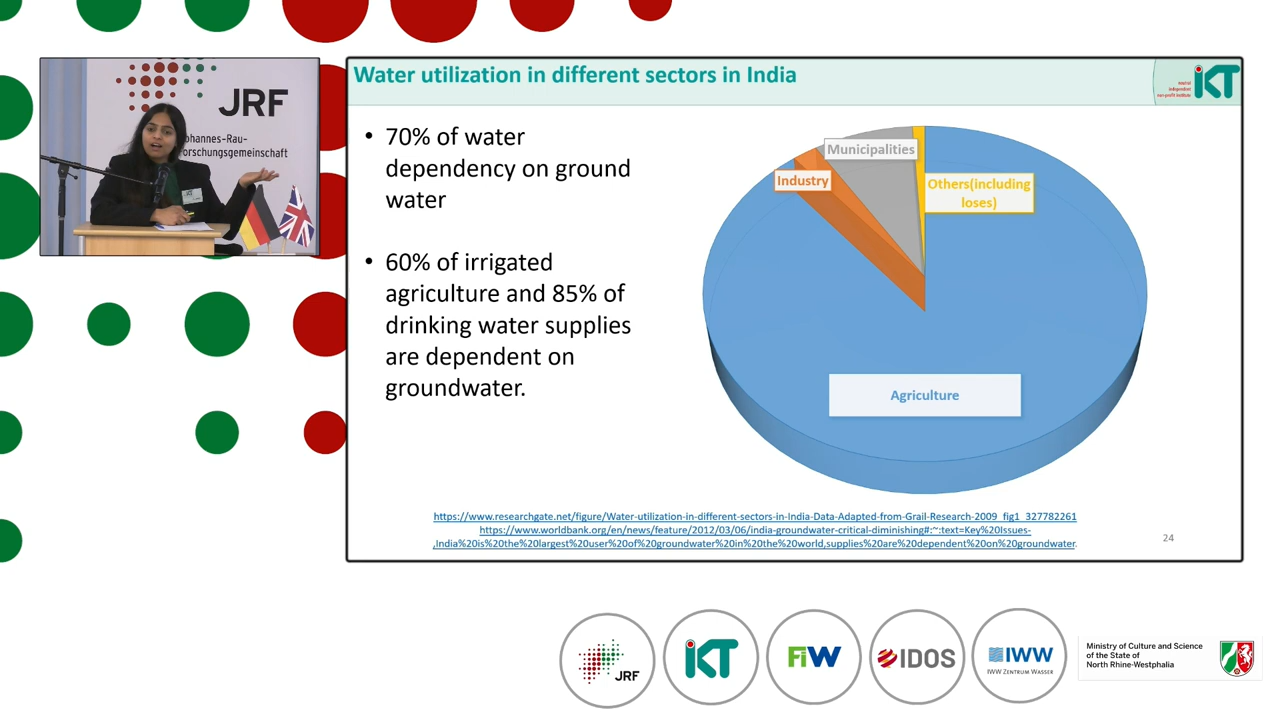 JRF
ohannes-Rau-
orschungsgemeinschaft
Water utilization in different sectors in India
iKT
neutral
independent
non-profit institute
• 70% of water
dependency on ground
water
• 60% of irrigated
agriculture and 85% of
drinking water supplies
are dependent on
groundwater.
Municipalities
Industry
Others(including
loses)
Agriculture
https://www.researchgate.net/figure/Water-utilization-in-different-sectors-in-India-Data-Adapted-from-Grail-Research-2009_fig1_327782261
https://www.worldbank.org/en/news/feature/2012/03/06/india-groundwater-critical-diminishing#:~:text=Key%20Issues-
,India%20is%20the%20largest%20user%20of%20groundwater%20in%20the%20world,supplies%20are%20dependent%20on%20groundwater.
24
JRF
iKT
FiW
IDOS
IWW
IWW ZENTRUM WASSER
Ministry of Culture and Science
of the State of
North Rhine-Westphalia